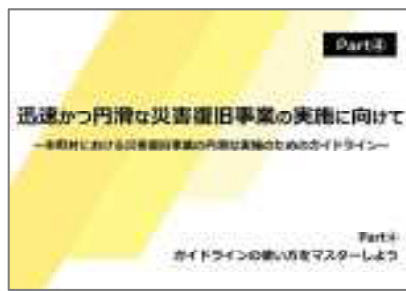 Part④
迅速かつ円滑な災害復旧事業の実施に向けて
～市町村における災害復旧事業の円滑な実施のためのガイドライン～
Part④
ガイドラインの使い方をマスターしよう